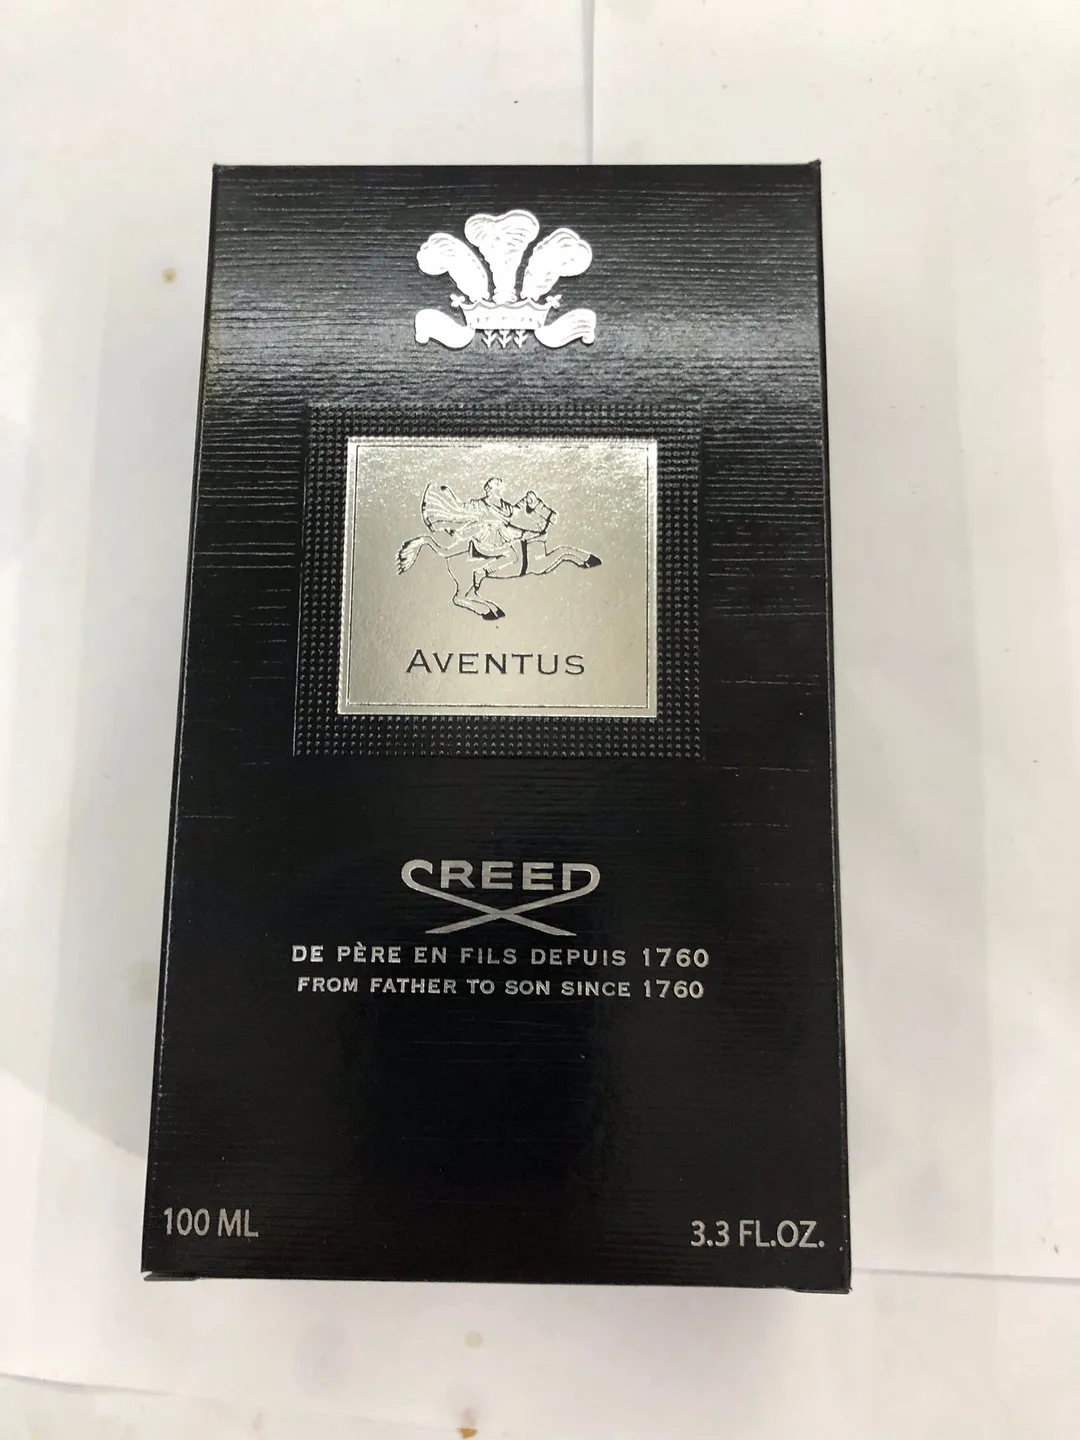 AVENTUS
CREED
DE PÈRE EN FILS DEPUIS 1760
FROM FATHER TO SON SINCE 1760
100 ML
3.3 FL.OZ.